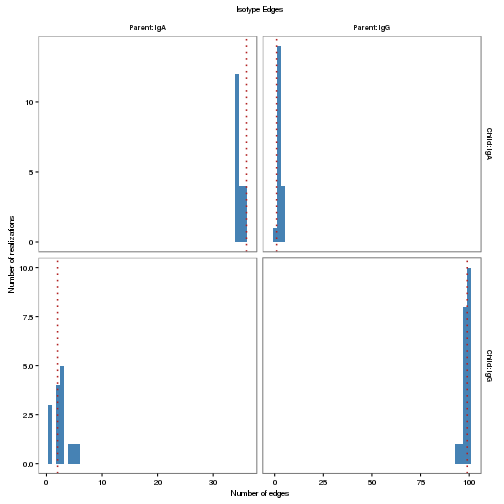 Isotype Edges
Parent:IgA
Parent:IgG
10
5
0
Child:IgA
Number of realizations
10.0
7.5
5.0
2.5
0.0
Child:IgG
0 10 20 30
0 25 50 75 100
Number of edges